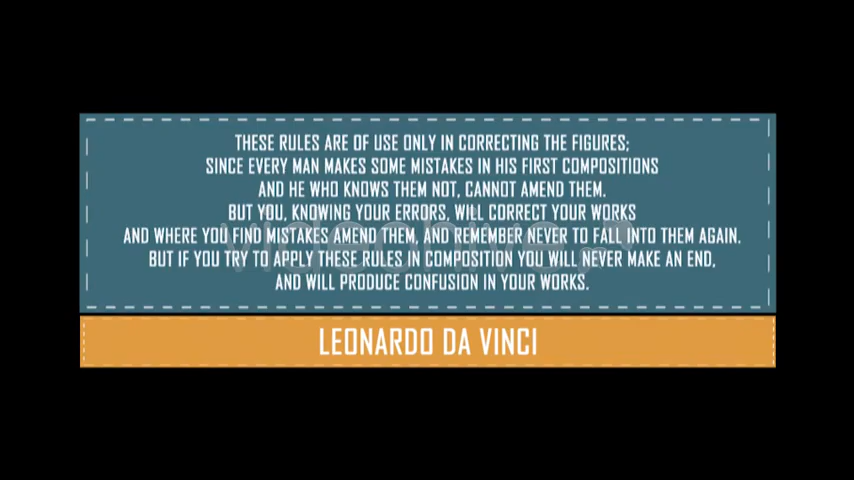 THESE RULES ARE OF USE ONLY IN CORRECTING THE FIGURES;
SINCE EVERY MAN MAKES SOME MISTAKES IN HIS FIRST COMPOSITIONS
AND HE WHO KNOWS THEM NOT, CANNOT AMEND THEM.
BUT YOU, KNOWING YOUR ERRORS, WILL CORRECT YOUR WORKS
AND WHERE YOU FIND MISTAKES AMEND THEM, AND REMEMBER NEVER TO FALL INTO THEM AGAIN.
videohive
BUT IF YOU TRY TO APPLY THESE RULES IN COMPOSITION YOU WILL NEVER MAKE AN END,
AND WILL PRODUCE CONFUSION IN YOUR WORKS.
LEONARDO DA VINCI